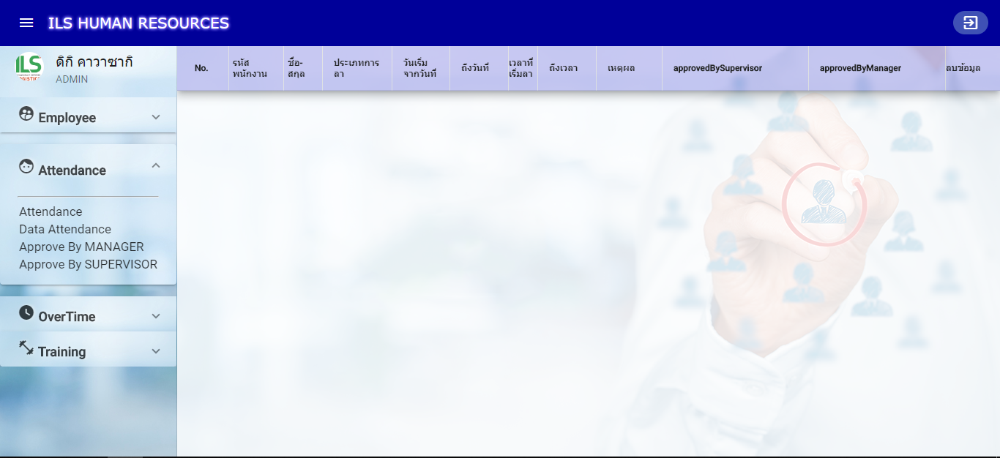 ILS HUMAN RESOURCES
ILS
LOGISTICS
ดิกิ คาวาซากิ
ADMIN
Employee
Attendance
Attendance
Data Attendance
Approve By MANAGER
Approve By SUPERVISOR
OverTime
Training
No.
รหัส
พนักงาน
ชื่อ-
สกุล
ประเภทการ
ลา
วันเริ่ม
จากวันที่
ถึงวันที่
เวลาที่
เริ่มลา
ถึงเวลา
เหตุผล
approvedBySupervisor
approvedByManager
ลบข้อมูล